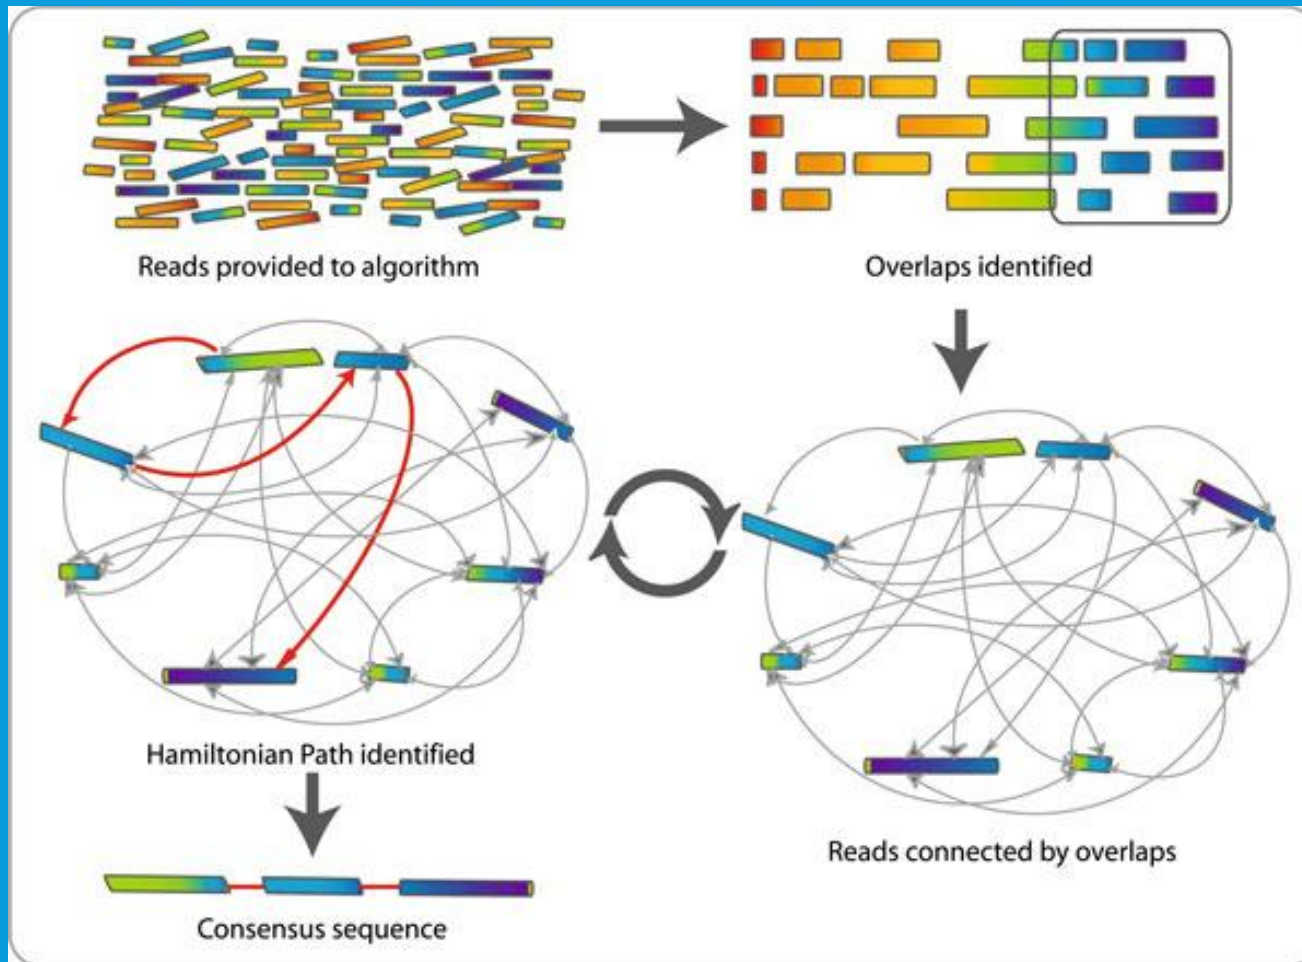 Reads provided to algorithm
Overlaps identified
Hamiltonian Path identified
Reads connected by overlaps
Consensus sequence